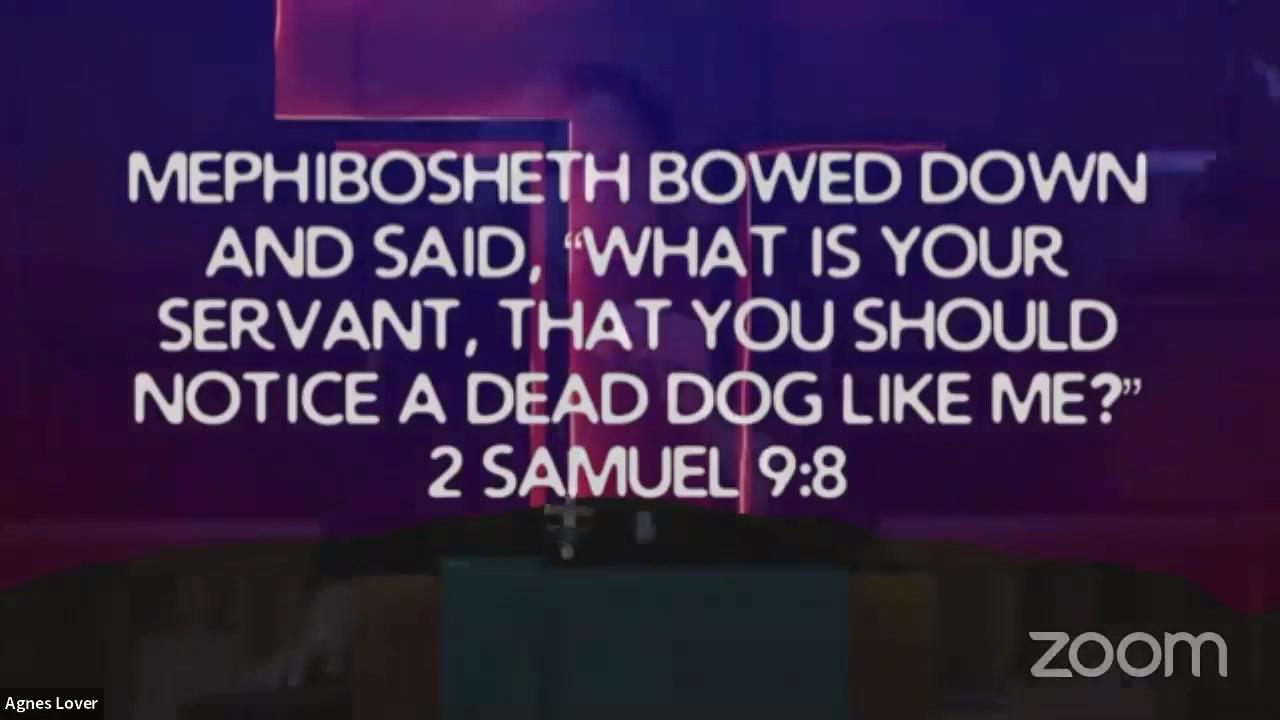 MEPHIBOSHETH BOWED DOWN
AND SAID, “WHAT IS YOUR
SERVANT, THAT YOU SHOULD
NOTICE A DEAD DOG LIKE ME?”
2 SAMUEL 9:8
zoom
Agnes Lover